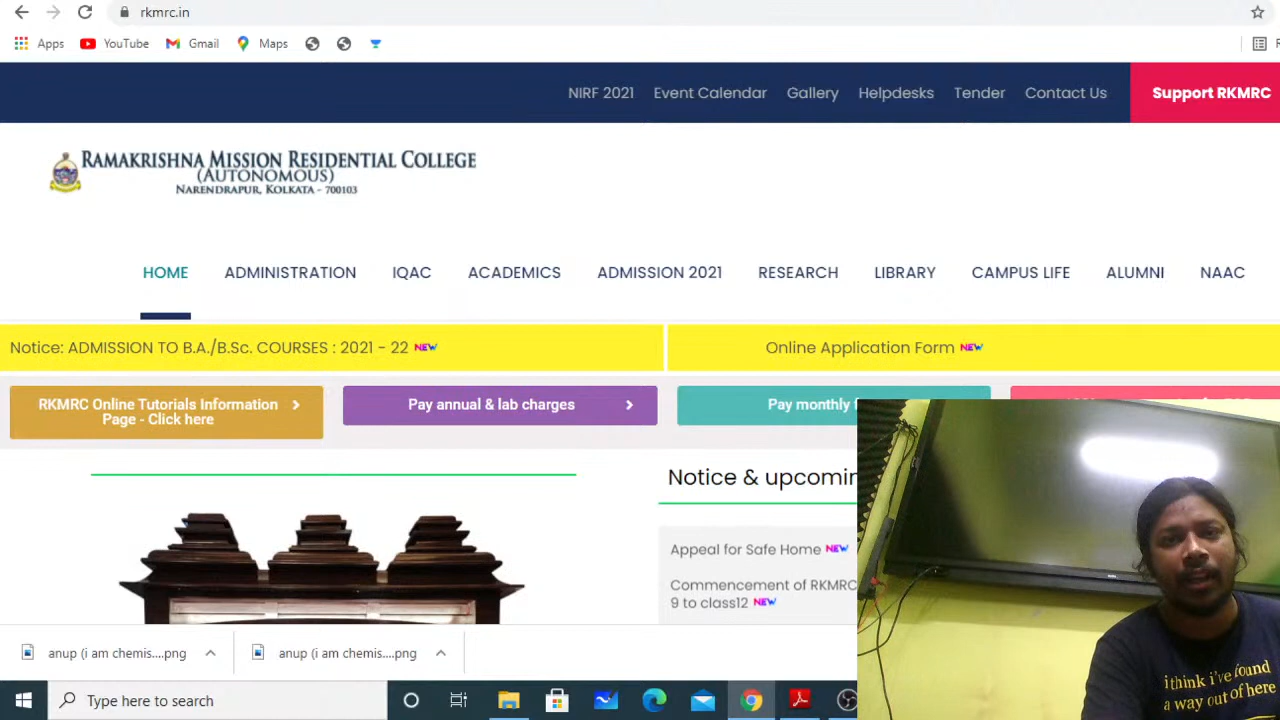 rkmrc.in
Apps YouTube Gmail Maps
NIRF 2021 Event Calendar Gallery Helpdesks Tender Contact Us Support RKMRC
RAMAKRISHNA MISSION RESIDENTIAL COLLEGE
(AUTONOMOUS)
NARENDRAPUR, KOLKATA - 700103
HOME ADMINISTRATION IQAC ACADEMICS ADMISSION 2021 RESEARCH LIBRARY CAMPUS LIFE ALUMNI NAAC
Notice: ADMISSION TO B.A./B.Sc. COURSES : 2021 - 22 NEW
Online Application Form NEW
RKMRC Online Tutorials Information
Page - Click here
Pay annual & lab charges
Pay monthly
Notice & upcomin
Appeal for Safe Home NEW
Commencement of RKMRC
9 to class12 NEW
i think i've found
a way out of here
anup (i am chemis....png anup (i am chemis....png
Type here to search